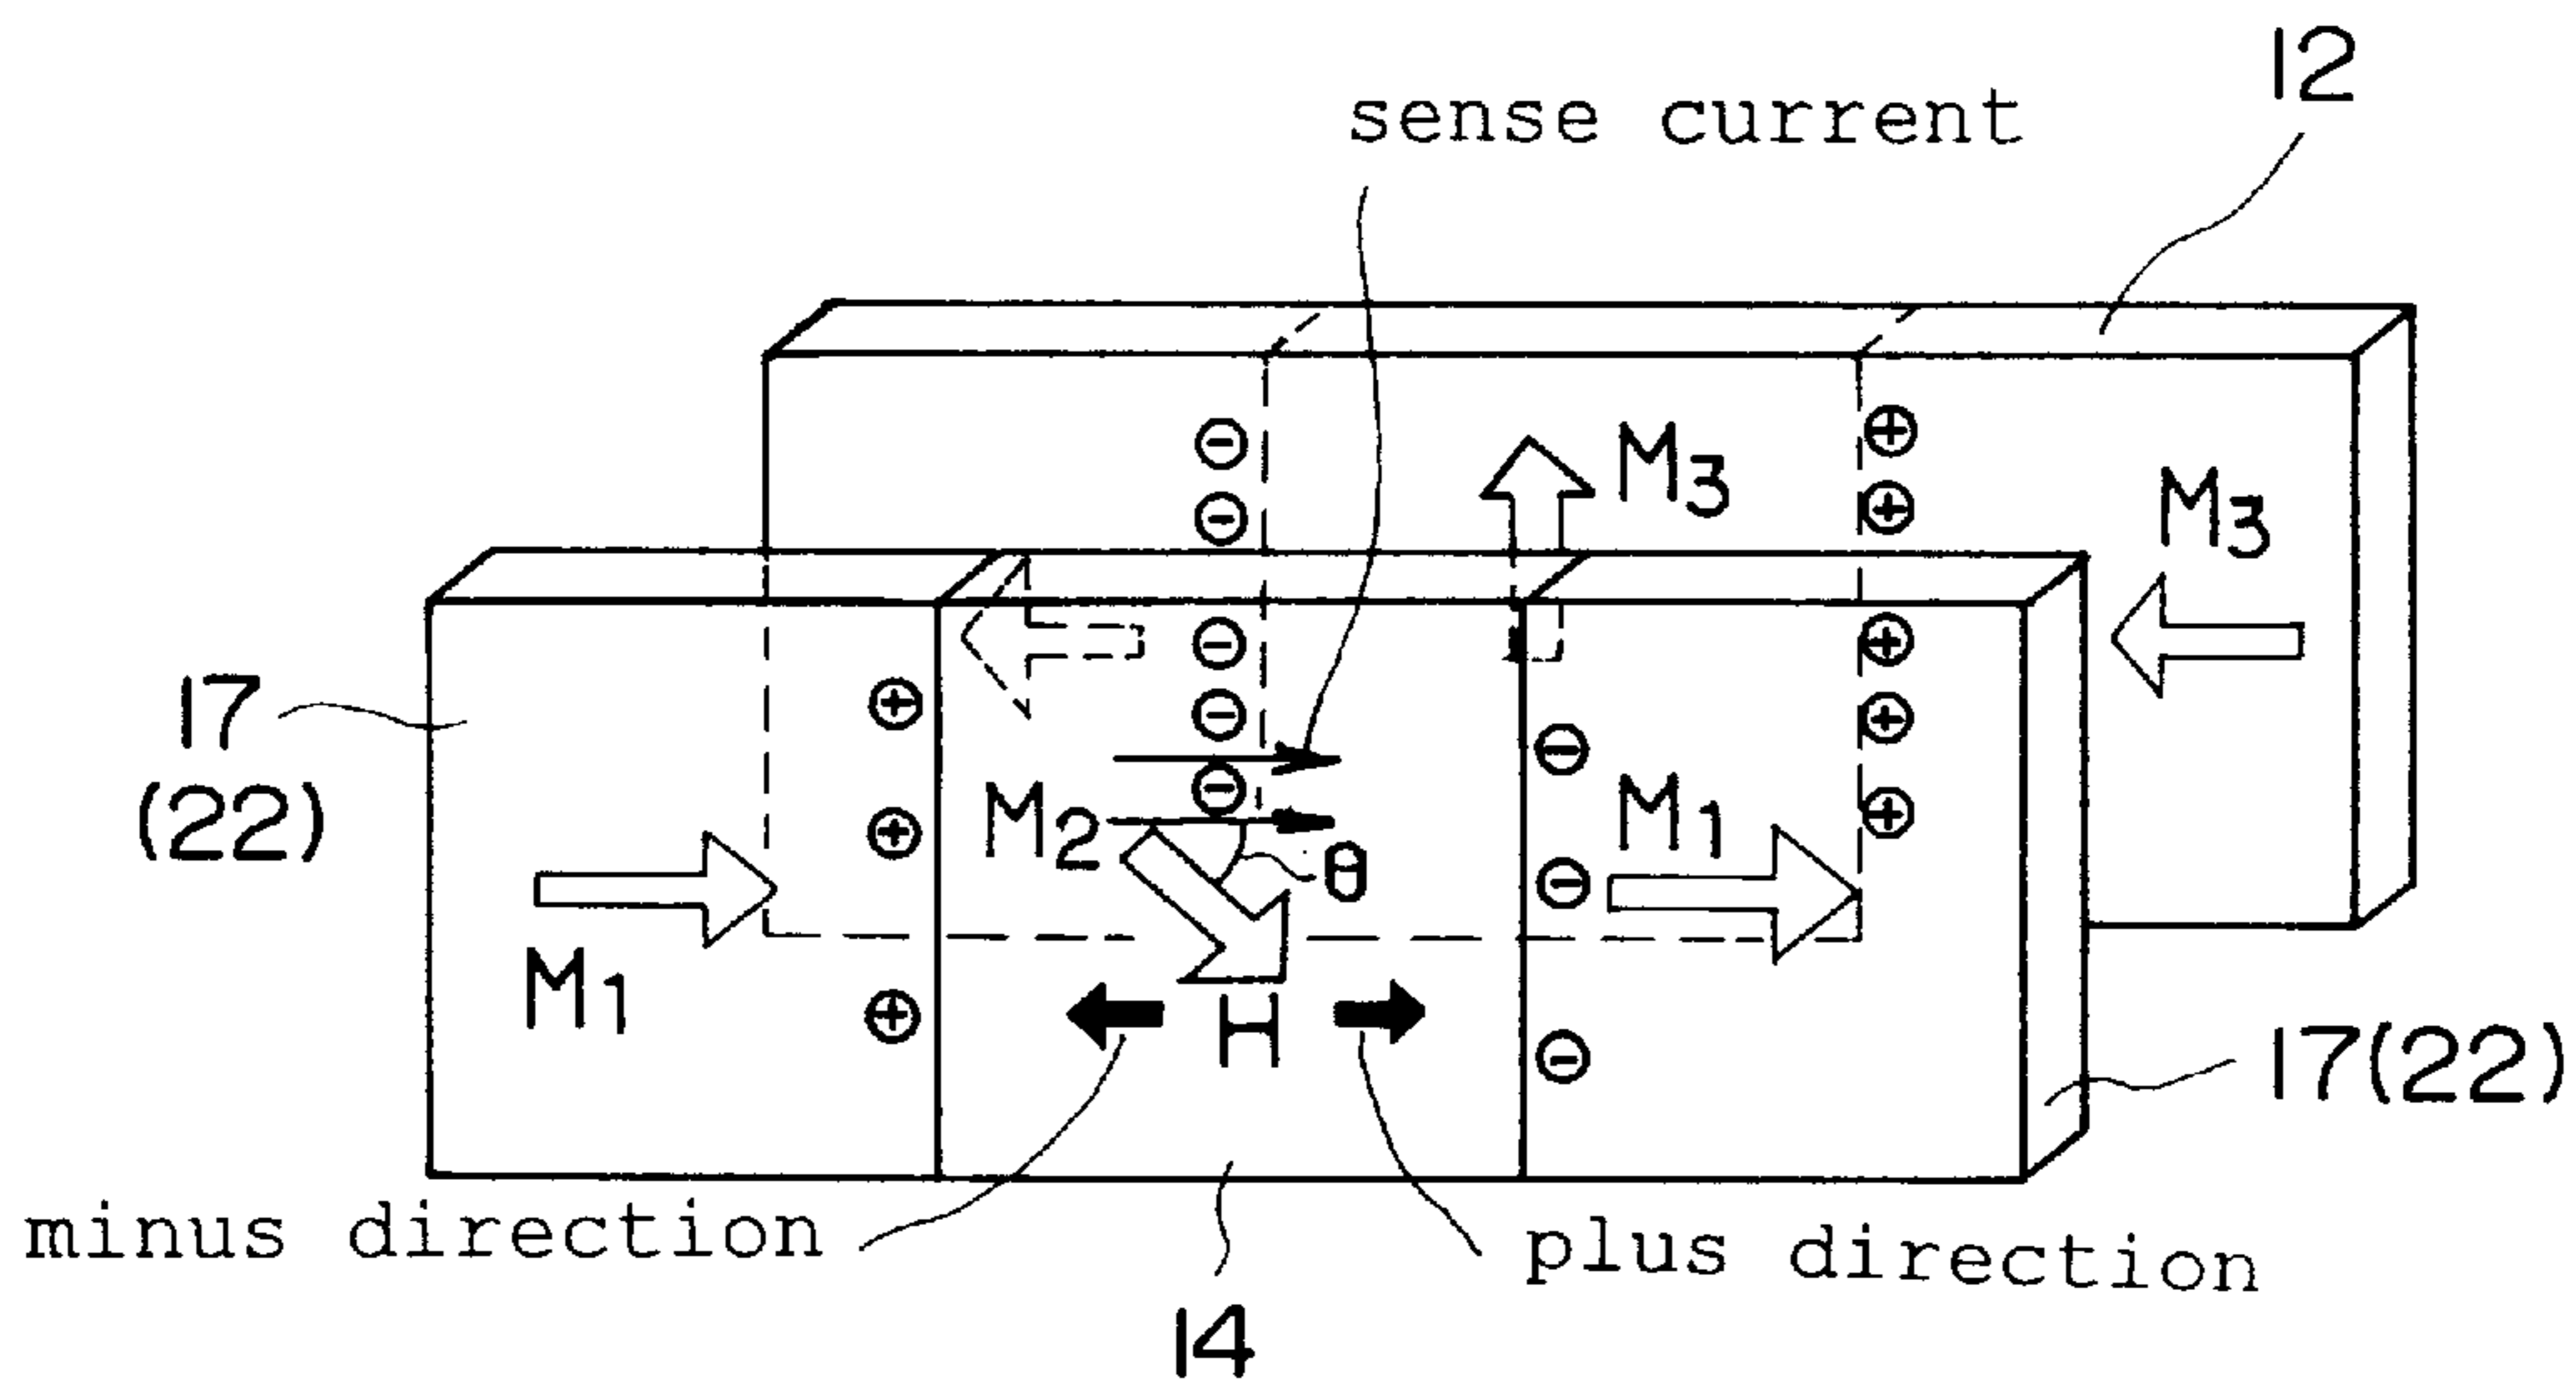 12
sense current
M3
M3
⊖ ⊕
⊖ ⊕
⊖ ⊕
⊖ ⊕
⊖ ⊕
17
(22)
⊕ ⊖
⊕ ⊖
⊕ ⊖
M2
M1
θ
M1
H
17(22)
minus direction
plus direction
14